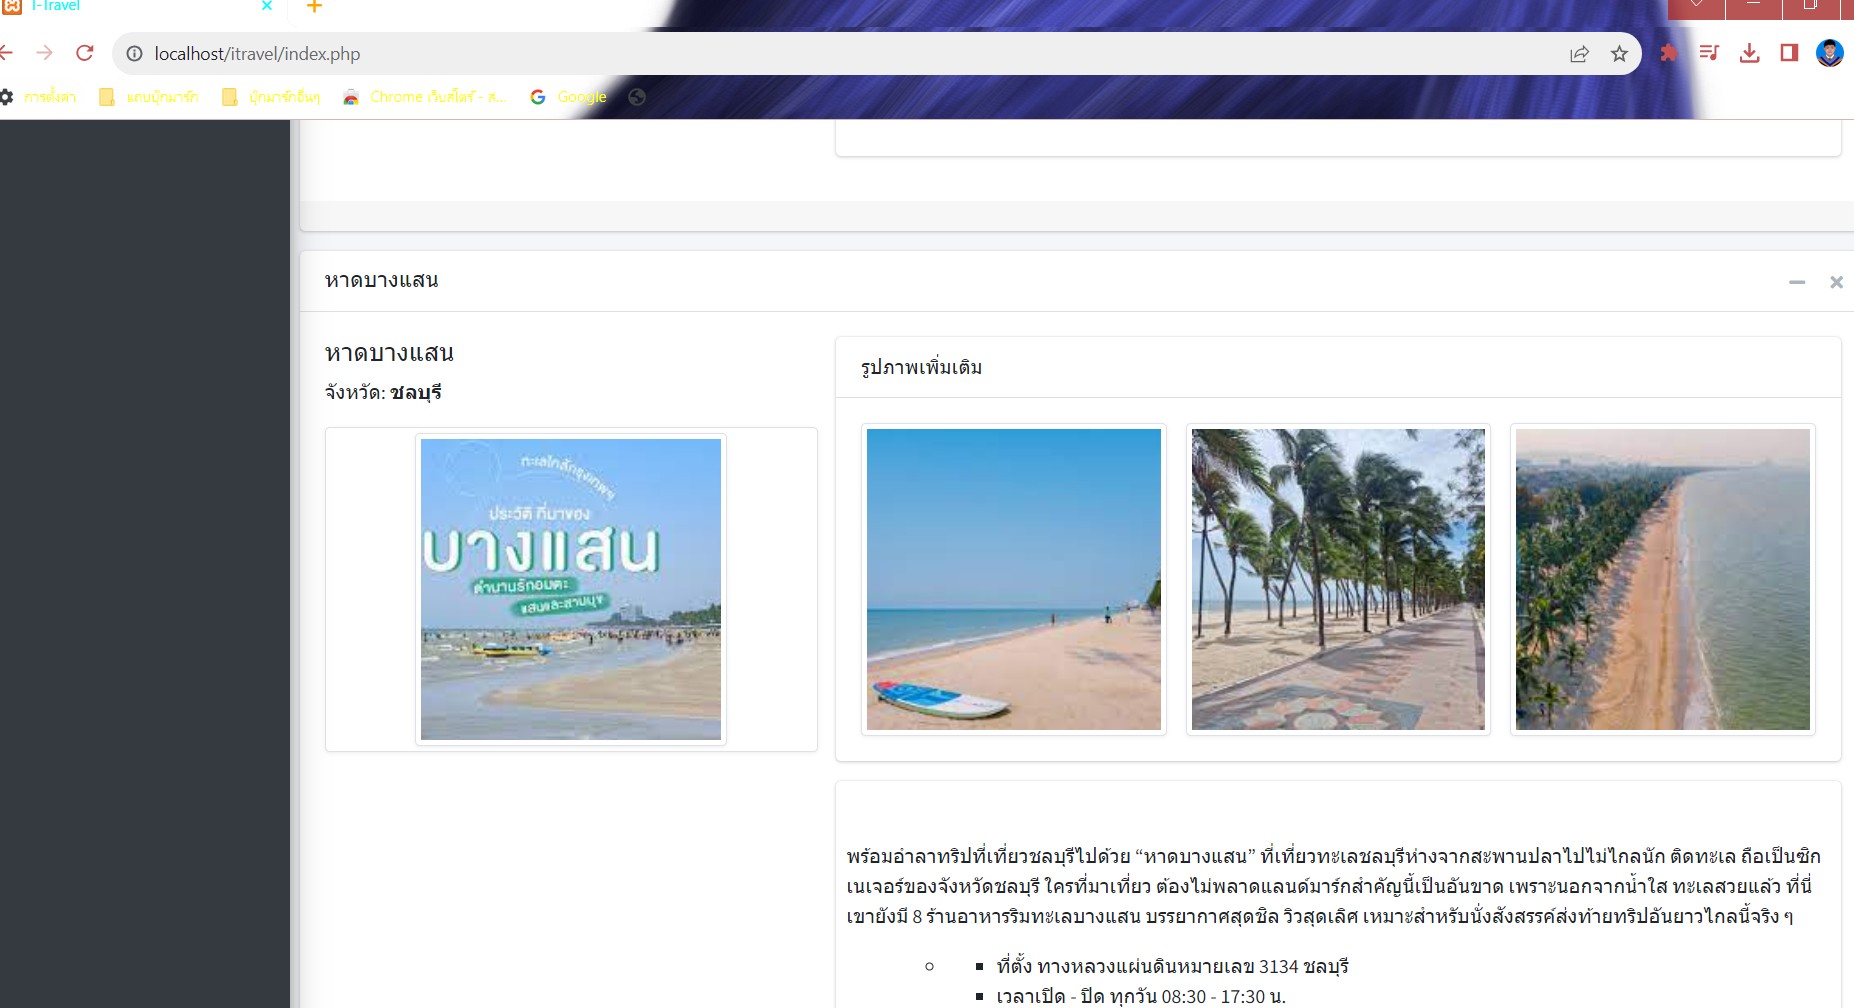 T-Travel
localhost/itravel/index.php
การตั้งค่า
แถบบุ๊กมาร์ก
บุ๊กมาร์กอื่นๆ
Chrome เว็บสโตร์ - ส...
Google
หาดบางแสน
หาดบางแสน
จังหวัด: ชลบุรี
ทะเลใกล้กรุงเทพฯ
ประวัติ ที่มาของ
บางแสน
ตำนานรักอมตะ
แสนและสามมุข
รูปภาพเพิ่มเติม
พร้อมอำลาทริปที่เที่ยวชลบุรีไปด้วย “หาดบางแสน” ที่เที่ยวทะเลชลบุรีห่างจากสะพานปลาไปไม่ไกลนัก ติดทะเล ถือเป็นซิก
เนเจอร์ของจังหวัดชลบุรี ใครที่มาเที่ยว ต้องไม่พลาดแลนด์มาร์กสำคัญนี้เป็นอันขาด เพราะนอกจากน้ำใส ทะเลสวยแล้ว ที่นี่
เขายังมี 8 ร้านอาหารริมทะเลบางแสน บรรยากาศสุดชิล วิวสุดเลิศ เหมาะสำหรับนั่งสังสรรค์ส่งท้ายทริปอันยาวไกลนี้จริง ๆ
ที่ตั้ง ทางหลวงแผ่นดินหมายเลข 3134 ชลบุรี
เวลาเปิด - ปิด ทุกวัน 08:30 - 17:30 น.